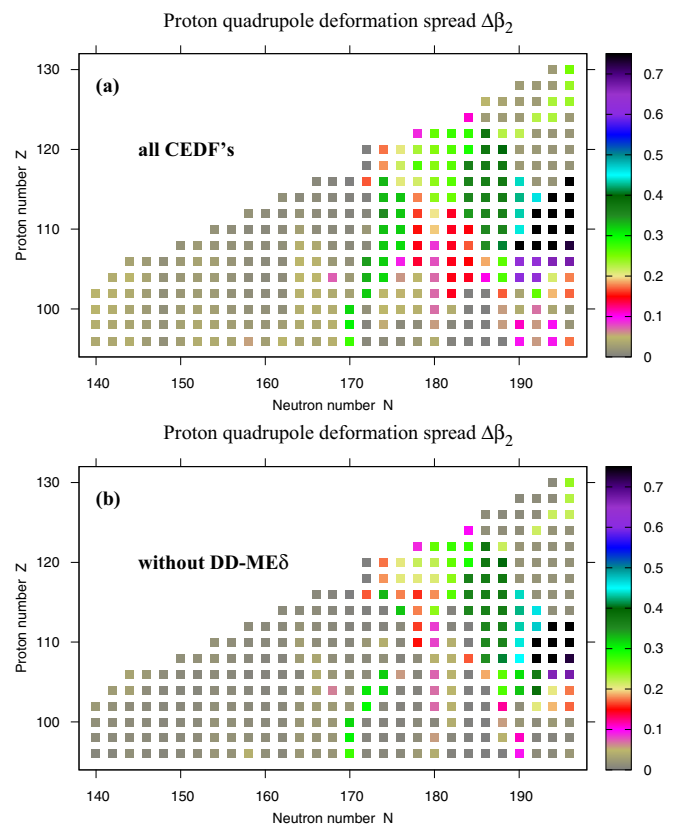 Proton quadrupole deformation spread Δβ₂
(a)
all CEDF's
Proton number Z
130
120
110
100
140 150 160 170 180 190
Neutron number N
0.7
0.6
0.5
0.4
0.3
0.2
0.1
0
Proton quadrupole deformation spread Δβ₂
(b)
without DD-MEδ
Proton number Z
130
120
110
100
140 150 160 170 180 190
Neutron number N
0.7
0.6
0.5
0.4
0.3
0.2
0.1
0